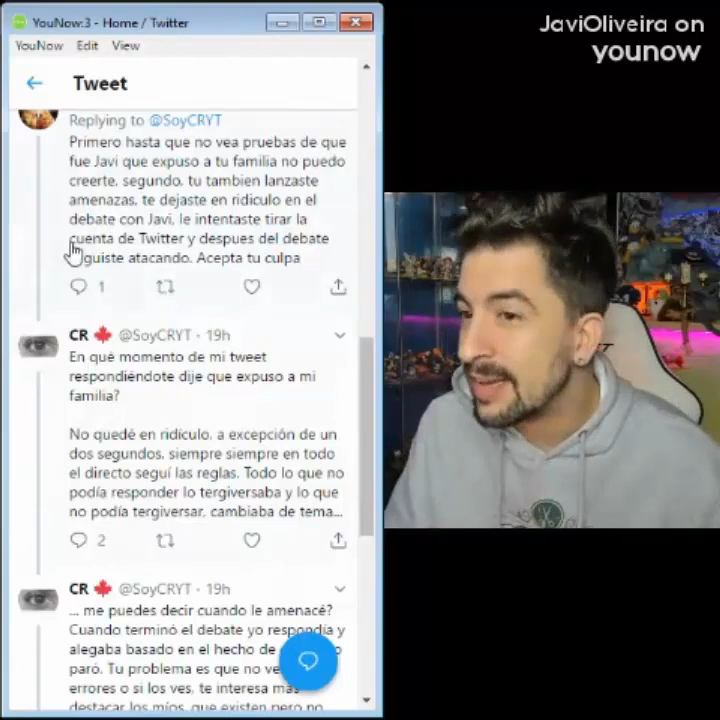 YouNow:3 - Home / Twitter
YouNow Edit View
JaviOliveira on
younow
Tweet
Replying to @SoyCRYT
Primero hasta que no vea pruebas de que
fue Javi que expuso a tu familia no puedo
creerte, segundo, tu tambien lanzaste
amenazas, te dejaste en ridiculo en el
debate con Javi, le intentaste tirar la
cuenta de Twitter y despues del debate
siguiste atacando. Acepta tu culpa
1
CR @SoyCRYT · 19h
En qué momento de mi tweet
respondiéndote dije que expuso a mi
familia?
No quedé en ridículo, a excepción de un
dos segundos, siempre siempre en todo
el directo seguí las reglas. Todo lo que no
podía responder lo tergiversaba y lo que
no podía tergiversar, cambiaba de tema...
2
CR @SoyCRYT · 19h
... me puedes decir cuando le amenacé?
Cuando terminó el debate yo respondía y
alegaba basado en el hecho de
paró. Tu problema es que no ve
errores o si los ves, te interesa más
destacar los míos, que existen pero no